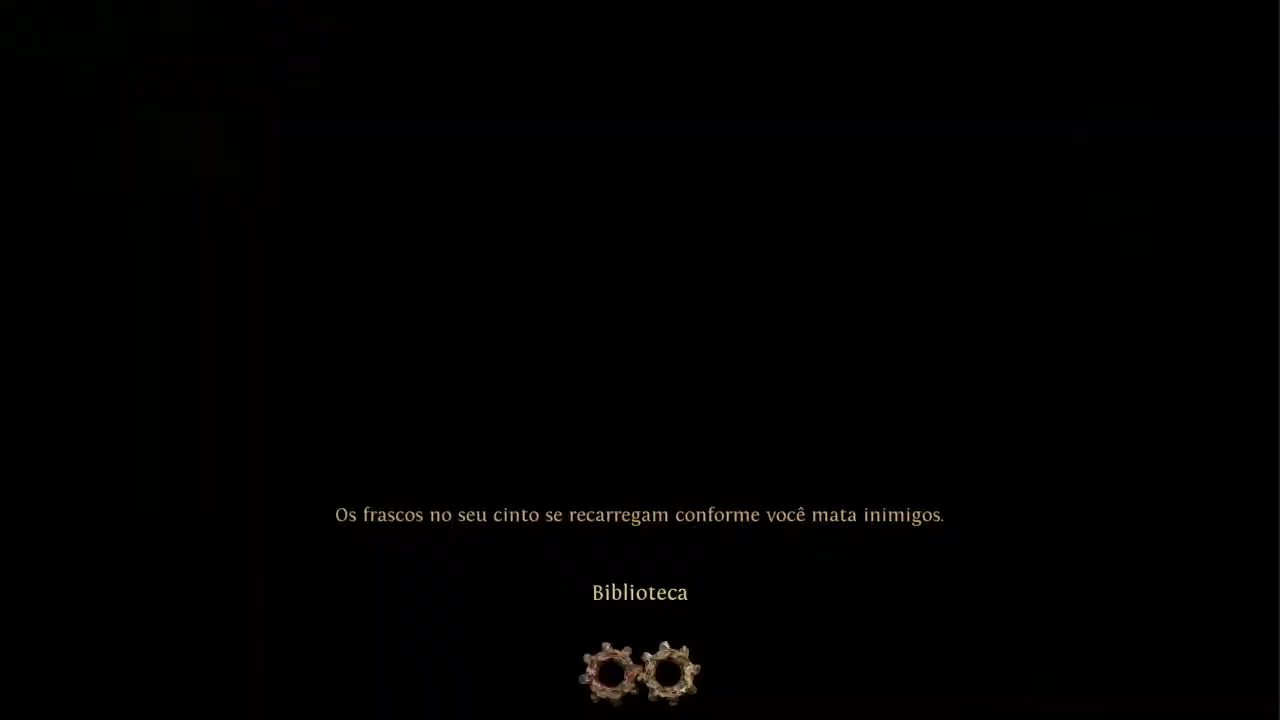 Os frascos no seu cinto se recarregam conforme você mata inimigos.
Biblioteca